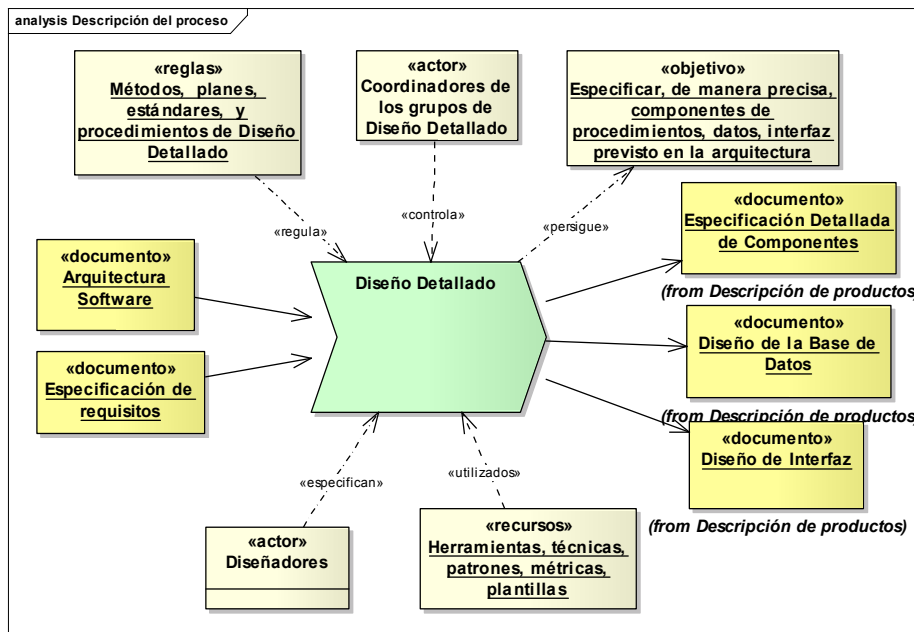 analysis Descripción del proceso
«reglas»
Métodos, planes,
estándares, y
procedimientos de Diseño
Detallado
«actor»
Coordinadores de
los grupos de
Diseño Detallado
«objetivo»
Especificar, de manera precisa,
componentes de
procedimientos, datos, interfaz
previsto en la arquitectura
«regula»
«controla»
«persigue»
«documento»
Especificación Detallada
de Componentes
(from Descripción de productos)
«documento»
Arquitectura
Software
Diseño Detallado
«documento»
Diseño de la Base de
Datos
(from Descripción de productos)
«documento»
Especificación de
requisitos
«documento»
Diseño de Interfaz
(from Descripción de productos)
«especifican»
«utilizados»
«actor»
Diseñadores
«recursos»
Herramientas, técnicas,
patrones, métricas,
plantillas